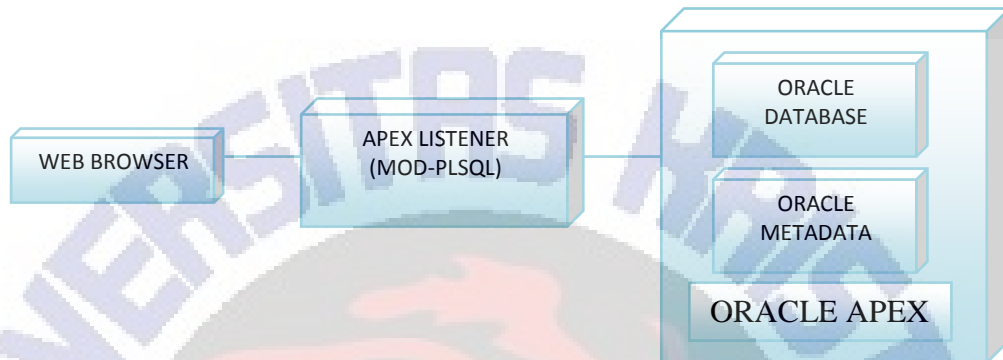 WEB BROWSER
APEX LISTENER
(MOD-PLSQL)
ORACLE
DATABASE
ORACLE
METADATA
ORACLE APEX